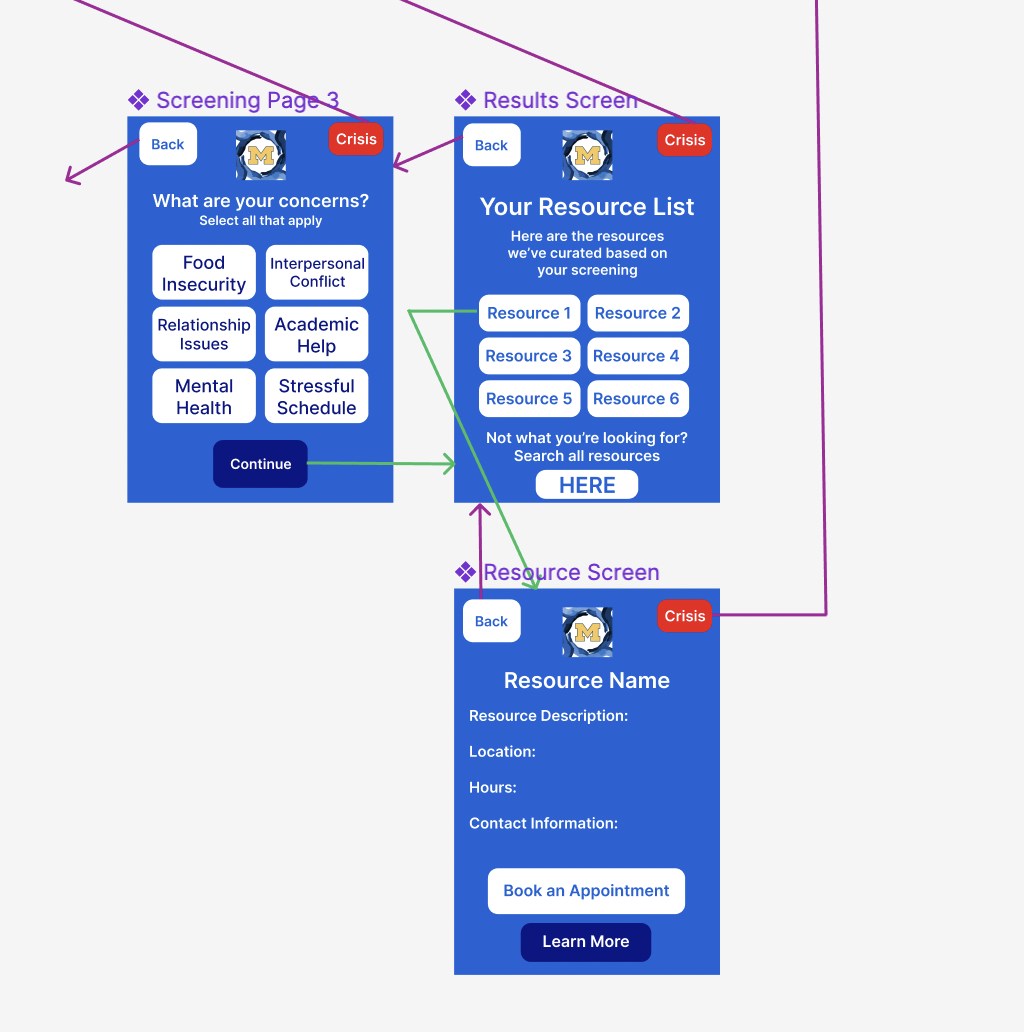 Screening Page 3
Back
M
Crisis
What are your concerns?
Select all that apply
Food
Insecurity
Interpersonal
Conflict
Relationship
Issues
Academic
Help
Mental
Health
Stressful
Schedule
Continue
Results Screen
Back
M
Crisis
Your Resource List
Here are the resources
we’ve curated based on
your screening
Resource 1
Resource 2
Resource 3
Resource 4
Resource 5
Resource 6
Not what you’re looking for?
Search all resources
HERE
Resource Screen
Back
M
Crisis
Resource Name
Resource Description:
Location:
Hours:
Contact Information:
Book an Appointment
Learn More